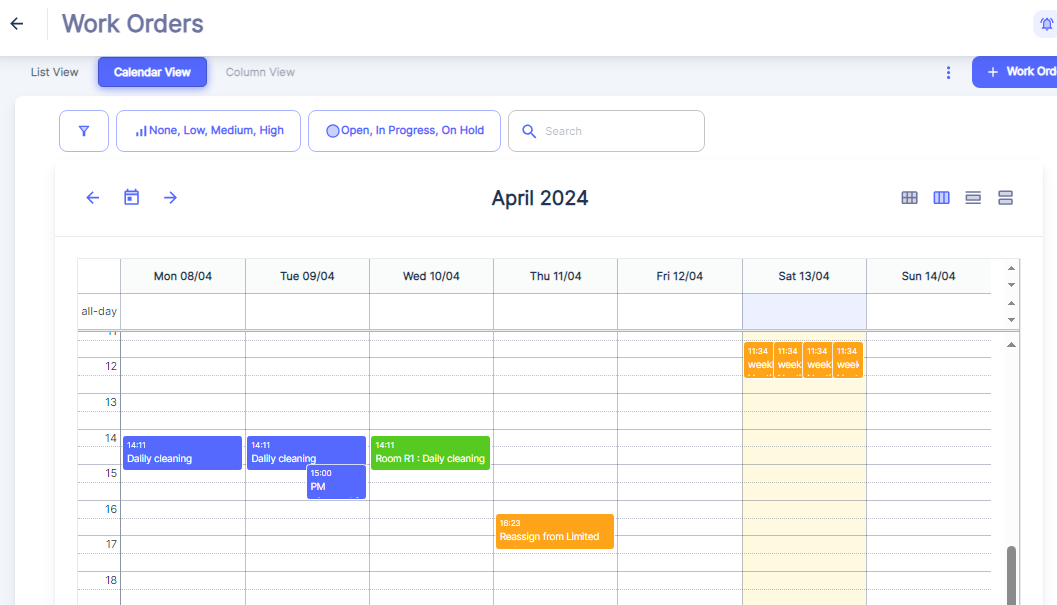 Work Orders
List View
Calendar View
Column View
+ Work Ord
None, Low, Medium, High
Open, In Progress, On Hold
Search
April 2024
Mon 08/04
Tue 09/04
Wed 10/04
Thu 11/04
Fri 12/04
Sat 13/04
Sun 14/04
all-day
11
12
11:34
week
11:34
week
11:34
week
11:34
week
13
14
14:11
Dalily cleaning
14:11
Dalily cleaning
14:11
Room R1 : Daily cleaning
15
15:00
PM
16
16:23
Reassign from Limited
17
18